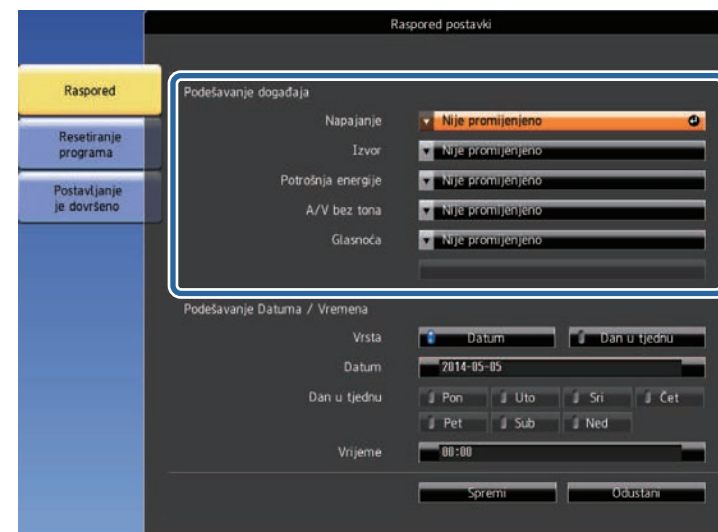 Raspored postavki
Raspored
Resetiranje
programa
Postavljanje
je dovršeno
Podešavanje događaja
Napajanje Nije promijenjeno
Izvor Nije promijenjeno
Potrošnja energije Nije promijenjeno
A/V bez tona Nije promijenjeno
Glasnoća Nije promijenjeno
Podešavanje Datuma / Vremena
Vrsta Datum Dan u tjednu
Datum 2014-05-05
Dan u tjednu Pon Uto Sri Čet
Pet Sub Ned
Vrijeme 00:00
Spremi Odustani